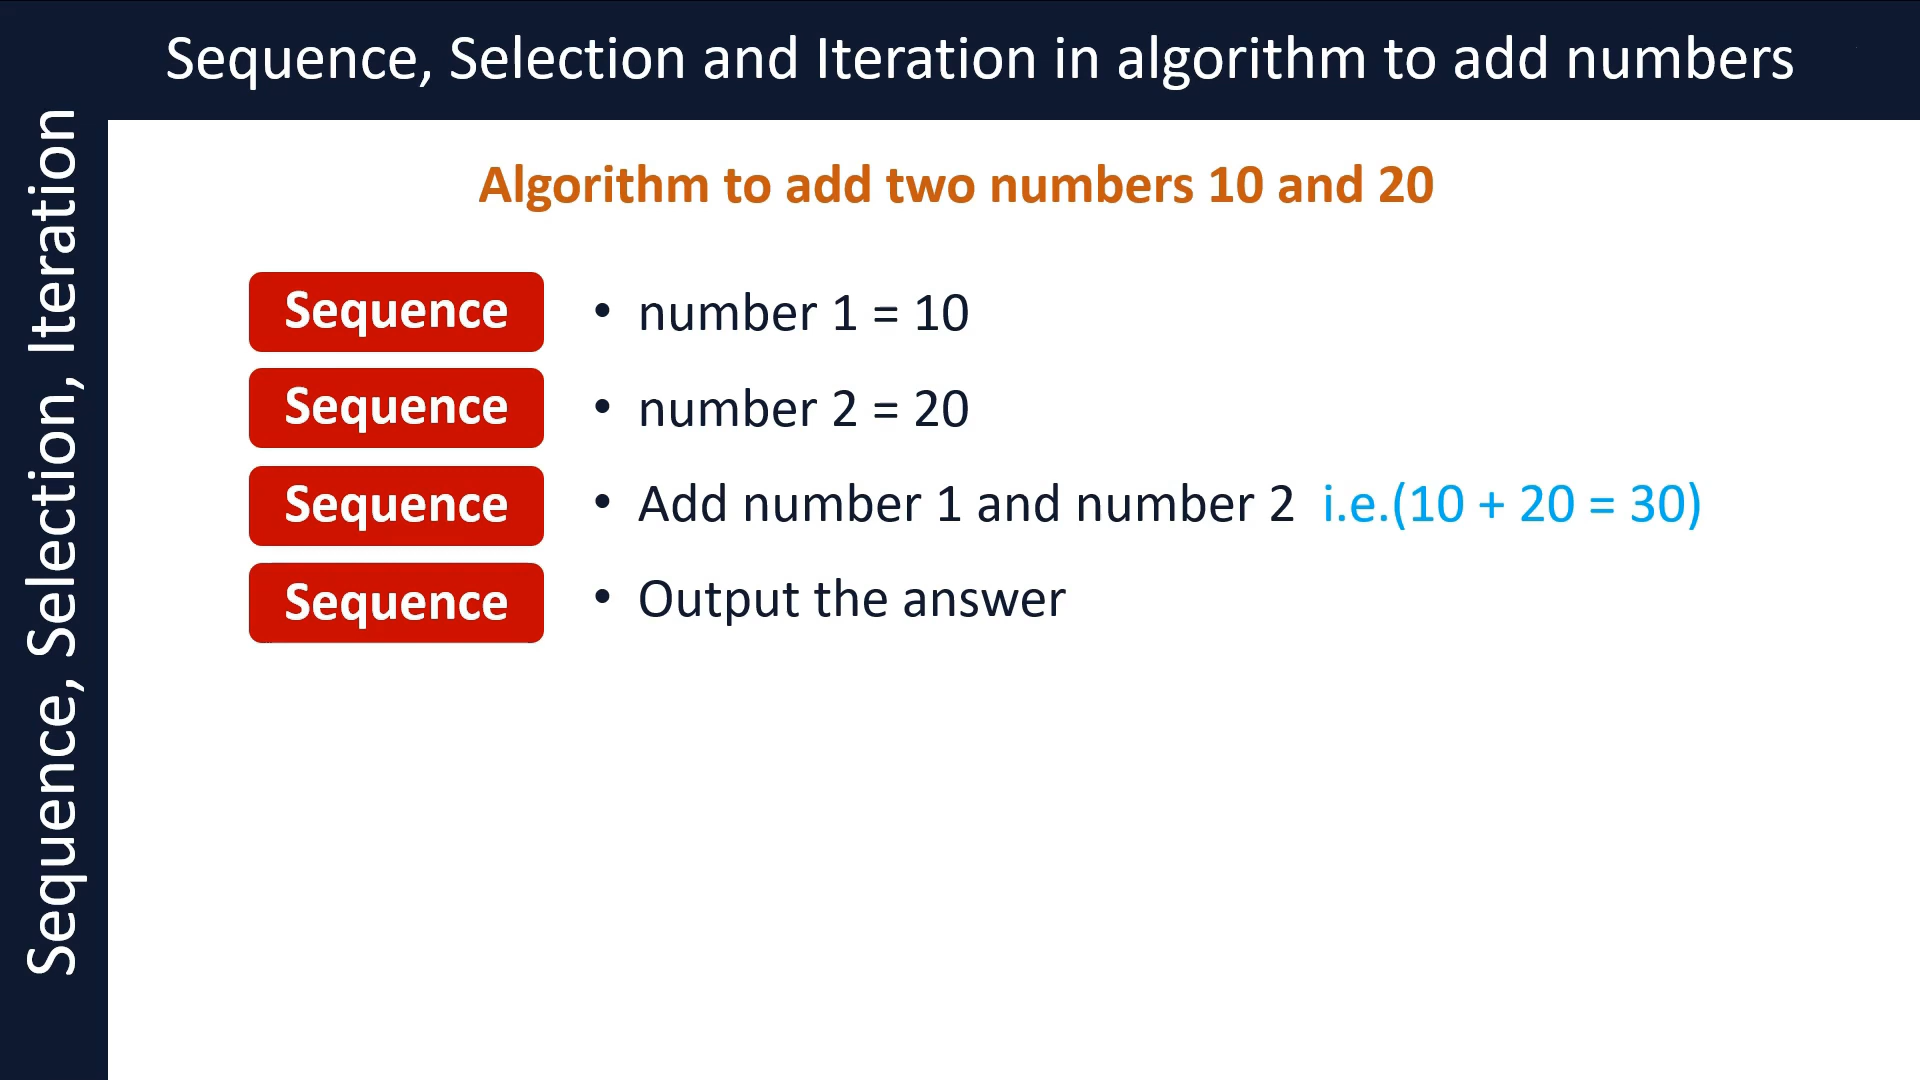 Sequence, Selection and Iteration in algorithm to add numbers
Sequence, Selection, Iteration
Algorithm to add two numbers 10 and 20
Sequence • number 1 = 10
Sequence • number 2 = 20
Sequence • Add number 1 and number 2 i.e.(10 + 20 = 30)
Sequence • Output the answer